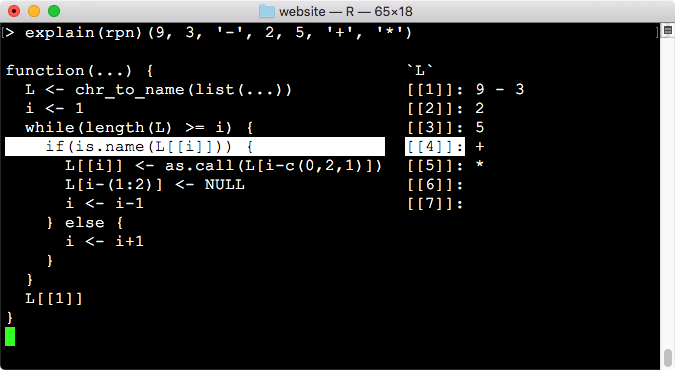 website — R — 65×18
> explain(rpn)(9, 3, '-', 2, 5, '+', '*')
function(...) { `L`
L <- chr_to_name(list(...)) [[1]]: 9 - 3
i <- 1 [[2]]: 2
while(length(L) >= i) { [[3]]: 5
if(is.name(L[[i]])) { [[4]]: +
L[[i]] <- as.call(L[i-c(0,2,1)]) [[5]]: *
L[i-(1:2)] <- NULL [[6]]:
i <- i-1 [[7]]:
} else {
i <- i+1
}
}
L[[1]]
}